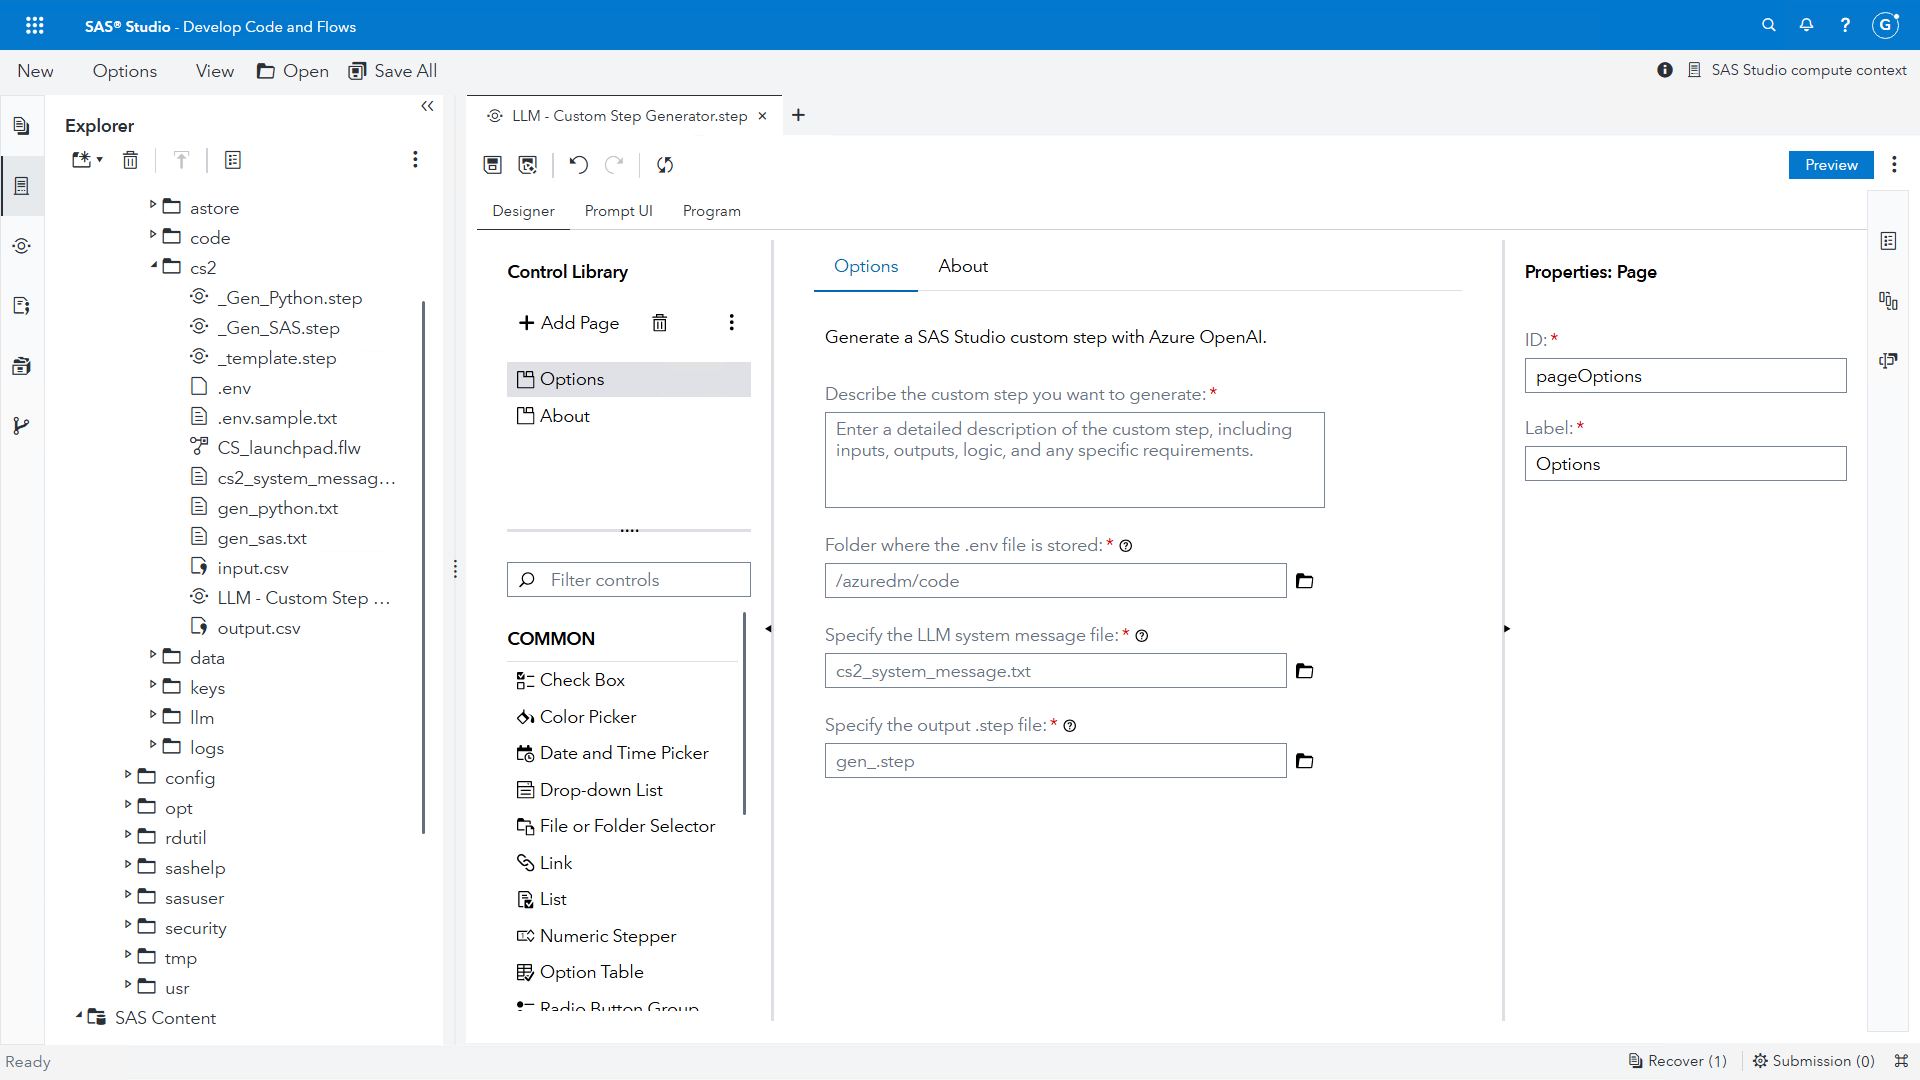 SAS® Studio - Develop Code and Flows
G
New
Options
View
Open
Save All
SAS Studio compute context
Explorer
astore
code
cs2
_Gen_Python.step
_Gen_SAS.step
_template.step
.env
.env.sample.txt
CS_launchpad.flw
cs2_system_messag...
gen_python.txt
gen_sas.txt
input.csv
LLM - Custom Step ...
output.csv
data
keys
llm
logs
config
opt
rdutil
sashelp
sasuser
security
tmp
usr
SAS Content
LLM - Custom Step Generator.step
Preview
Designer
Prompt UI
Program
Control Library
Add Page
Options
About
Filter controls
COMMON
Check Box
Color Picker
Date and Time Picker
Drop-down List
File or Folder Selector
Link
List
Numeric Stepper
Option Table
Radio Button Group
Options
About
Generate a SAS Studio custom step with Azure OpenAI.
Describe the custom step you want to generate: *
Enter a detailed description of the custom step, including
inputs, outputs, logic, and any specific requirements.
Folder where the .env file is stored: *
/azuredm/code
Specify the LLM system message file: *
cs2_system_message.txt
Specify the output .step file: *
gen_.step
Properties: Page
ID: *
pageOptions
Label: *
Options
Ready
Recover (1)
Submission (0)